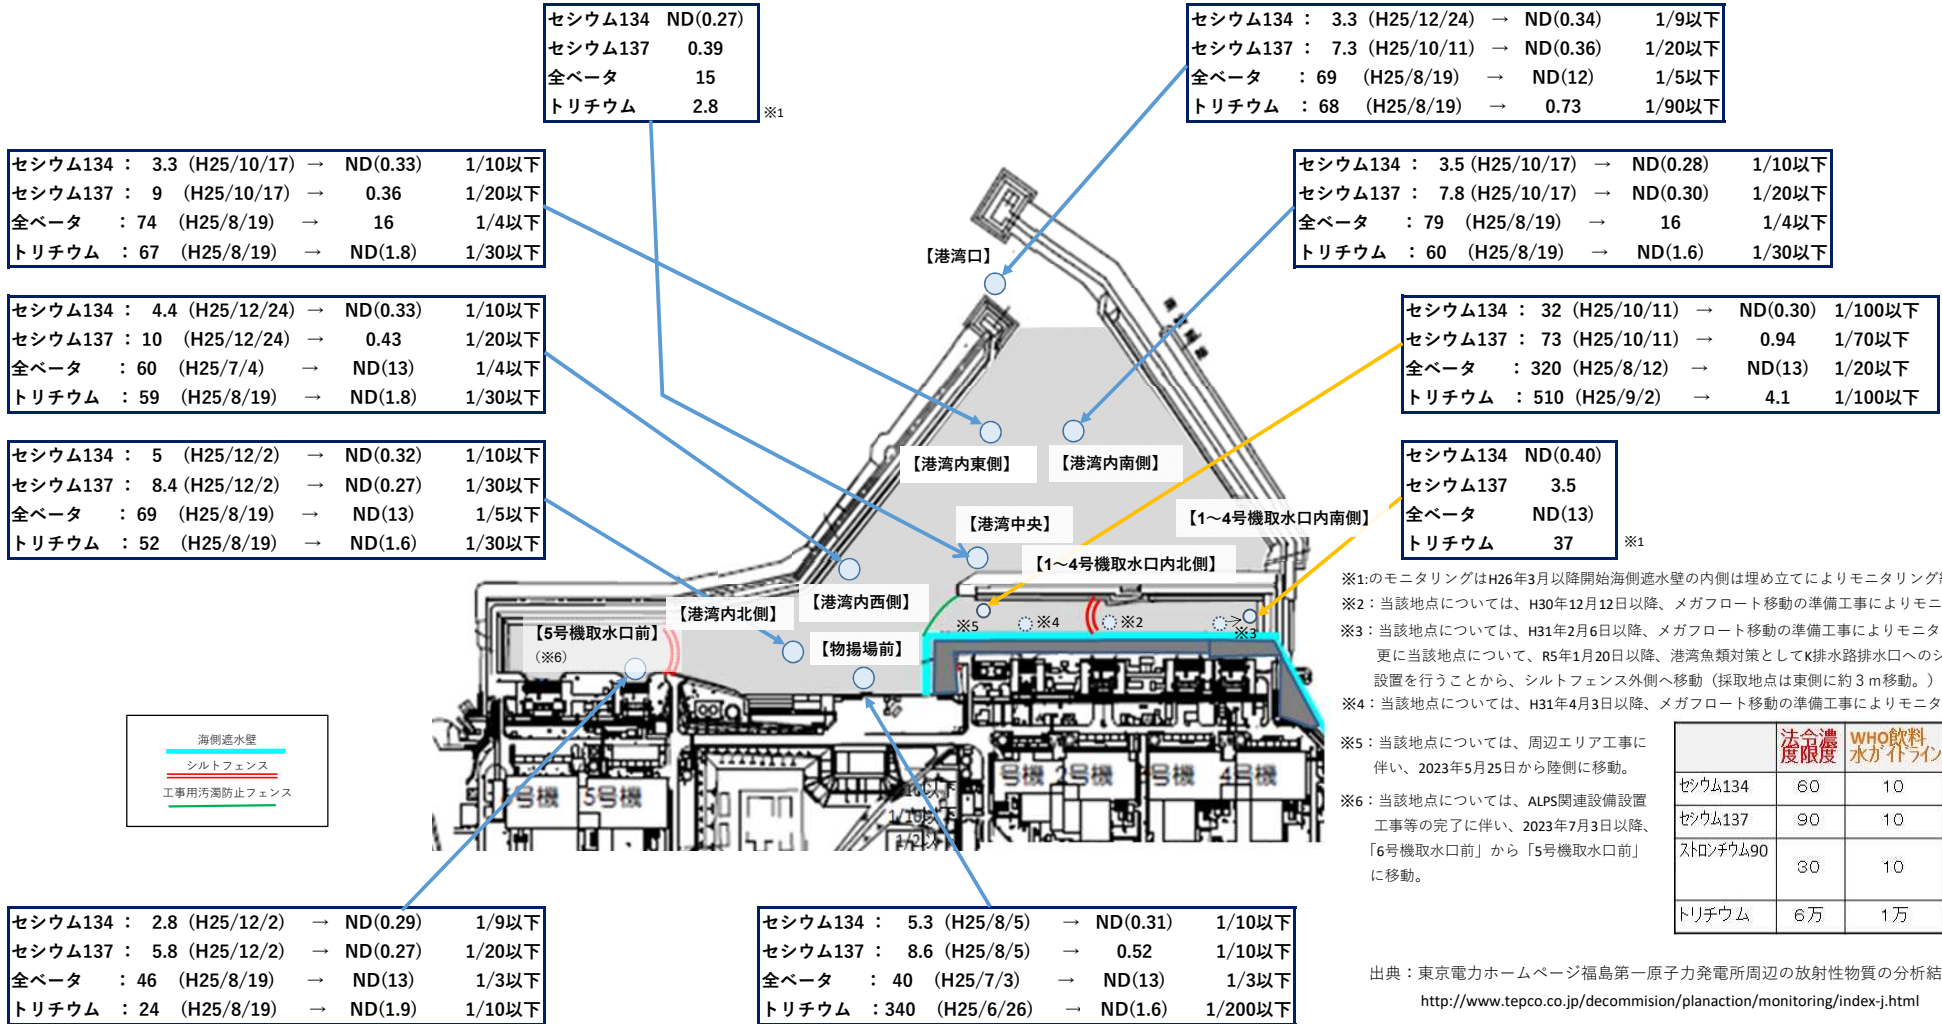 セシウム134 ND(0.27)
セシウム137 0.39
全ベータ 15
トリチウム 2.8
※1
セシウム134 ： 3.3 (H25/12/24) → ND(0.34) 1/9以下
セシウム137 ： 7.3 (H25/10/11) → ND(0.36) 1/20以下
全ベータ ： 69 (H25/8/19) → ND(12) 1/5以下
トリチウム ： 68 (H25/8/19) → 0.73 1/90以下
セシウム134 ： 3.3 (H25/10/17) → ND(0.33) 1/10以下
セシウム137 ： 9 (H25/10/17) → 0.36 1/20以下
全ベータ ： 74 (H25/8/19) → 16 1/4以下
トリチウム ： 67 (H25/8/19) → ND(1.8) 1/30以下
セシウム134 ： 3.5 (H25/10/17) → ND(0.28) 1/10以下
セシウム137 ： 7.8 (H25/10/17) → ND(0.30) 1/20以下
全ベータ ： 79 (H25/8/19) → 16 1/4以下
トリチウム ： 60 (H25/8/19) → ND(1.6) 1/30以下
【港湾口】
セシウム134 ： 4.4 (H25/12/24) → ND(0.33) 1/10以下
セシウム137 ： 10 (H25/12/24) → 0.43 1/20以下
全ベータ ： 60 (H25/7/4) → ND(13) 1/4以下
トリチウム ： 59 (H25/8/19) → ND(1.8) 1/30以下
セシウム134 ： 32 (H25/10/11) → ND(0.30) 1/100以下
セシウム137 ： 73 (H25/10/11) → 0.94 1/70以下
全ベータ ： 320 (H25/8/12) → ND(13) 1/20以下
トリチウム ： 510 (H25/9/2) → 4.1 1/100以下
セシウム134 ： 5 (H25/12/2) → ND(0.32) 1/10以下
セシウム137 ： 8.4 (H25/12/2) → ND(0.27) 1/30以下
全ベータ ： 69 (H25/8/19) → ND(13) 1/5以下
トリチウム ： 52 (H25/8/19) → ND(1.6) 1/30以下
【港湾内東側】
【港湾内南側】
セシウム134 ND(0.40)
セシウム137 3.5
全ベータ ND(13)
トリチウム 37
※1
【港湾中央】
【1～4号機取水口内南側】
【1～4号機取水口内北側】
【港湾内西側】
【港湾内北側】
【5号機取水口前】
（※6）
【物揚場前】
※5
※4
※2
※3
※1:のモニタリングはH26年3月以降開始海側遮水壁の内側は埋め立てによりモニタリング
※2：当該地点については、H30年12月12日以降、メガフロート移動の準備工事によりモニ
※3：当該地点については、H31年2月6日以降、メガフロート移動の準備工事によりモニタ
更に当該地点について、R5年1月20日以降、港湾魚類対策としてK排水路排水口へのシ
設置を行うことから、シルトフェンス外側へ移動（採取地点は東側に約３ｍ移動。）
※4：当該地点については、H31年4月3日以降、メガフロート移動の準備工事によりモニタ
※5：当該地点については、周辺エリア工事に
伴い、2023年5月25日から陸側に移動。
※6：当該地点については、ALPS関連設備設置
工事等の完了に伴い、2023年7月3日以降、
「6号機取水口前」から「5号機取水口前」
に移動。
海側遮水壁
シルトフェンス
工事用汚濁防止フェンス
号機 5号機
号機 2号機 号機 4号機
法令濃度限度 WHO飲料水ガイドライン
セシウム134 60 10
セシウム137 90 10
ストロンチウム90 30 10
トリチウム 6万 1万
セシウム134 ： 2.8 (H25/12/2) → ND(0.29) 1/9以下
セシウム137 ： 5.8 (H25/12/2) → ND(0.27) 1/20以下
全ベータ ： 46 (H25/8/19) → ND(13) 1/3以下
トリチウム ： 24 (H25/8/19) → ND(1.9) 1/10以下
セシウム134 ： 5.3 (H25/8/5) → ND(0.31) 1/10以下
セシウム137 ： 8.6 (H25/8/5) → 0.52 1/10以下
全ベータ ： 40 (H25/7/3) → ND(13) 1/3以下
トリチウム ：340 (H25/6/26) → ND(1.6) 1/200以下
出典：東京電力ホームページ福島第一原子力発電所周辺の放射性物質の分析結
http://www.tepco.co.jp/decommision/planaction/monitoring/index-j.html